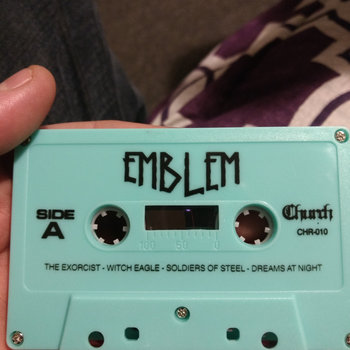 EMBLEM
SIDE
A
Church
CHR-010
100 50 0
THE EXORCIST - WITCH EAGLE - SOLDIERS OF STEEL - DREAMS AT NIGHT